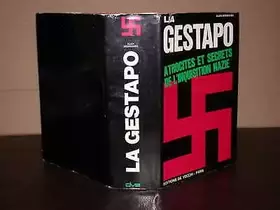 LA GESTAPO
LA
GESTAPO
ATROCITES ET SECRETS
DE L'INQUISITION NAZIE
EDITIONS DE VECCHI - PARIS